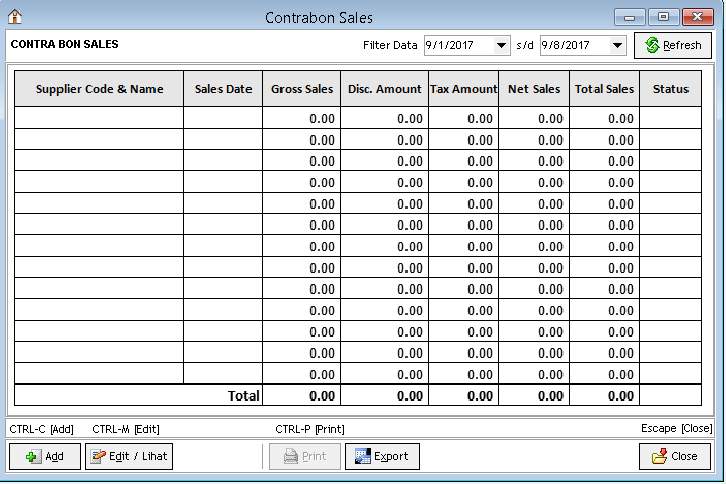 Contrabon Sales
CONTRA BON SALES Filter Data 9/1/2017 s/d 9/8/2017 Refresh
Supplier Code & Name Sales Date Gross Sales Disc. Amount Tax Amount Net Sales Total Sales Status
0.00 0.00 0.00 0.00 0.00
0.00 0.00 0.00 0.00 0.00
0.00 0.00 0.00 0.00 0.00
0.00 0.00 0.00 0.00 0.00
0.00 0.00 0.00 0.00 0.00
0.00 0.00 0.00 0.00 0.00
0.00 0.00 0.00 0.00 0.00
0.00 0.00 0.00 0.00 0.00
0.00 0.00 0.00 0.00 0.00
0.00 0.00 0.00 0.00 0.00
0.00 0.00 0.00 0.00 0.00
0.00 0.00 0.00 0.00 0.00
0.00 0.00 0.00 0.00 0.00
Total 0.00 0.00 0.00 0.00 0.00
CTRL-C [Add] CTRL-M [Edit] CTRL-P [Print] Escape [Close]
Add Edit / Lihat Print Export Close